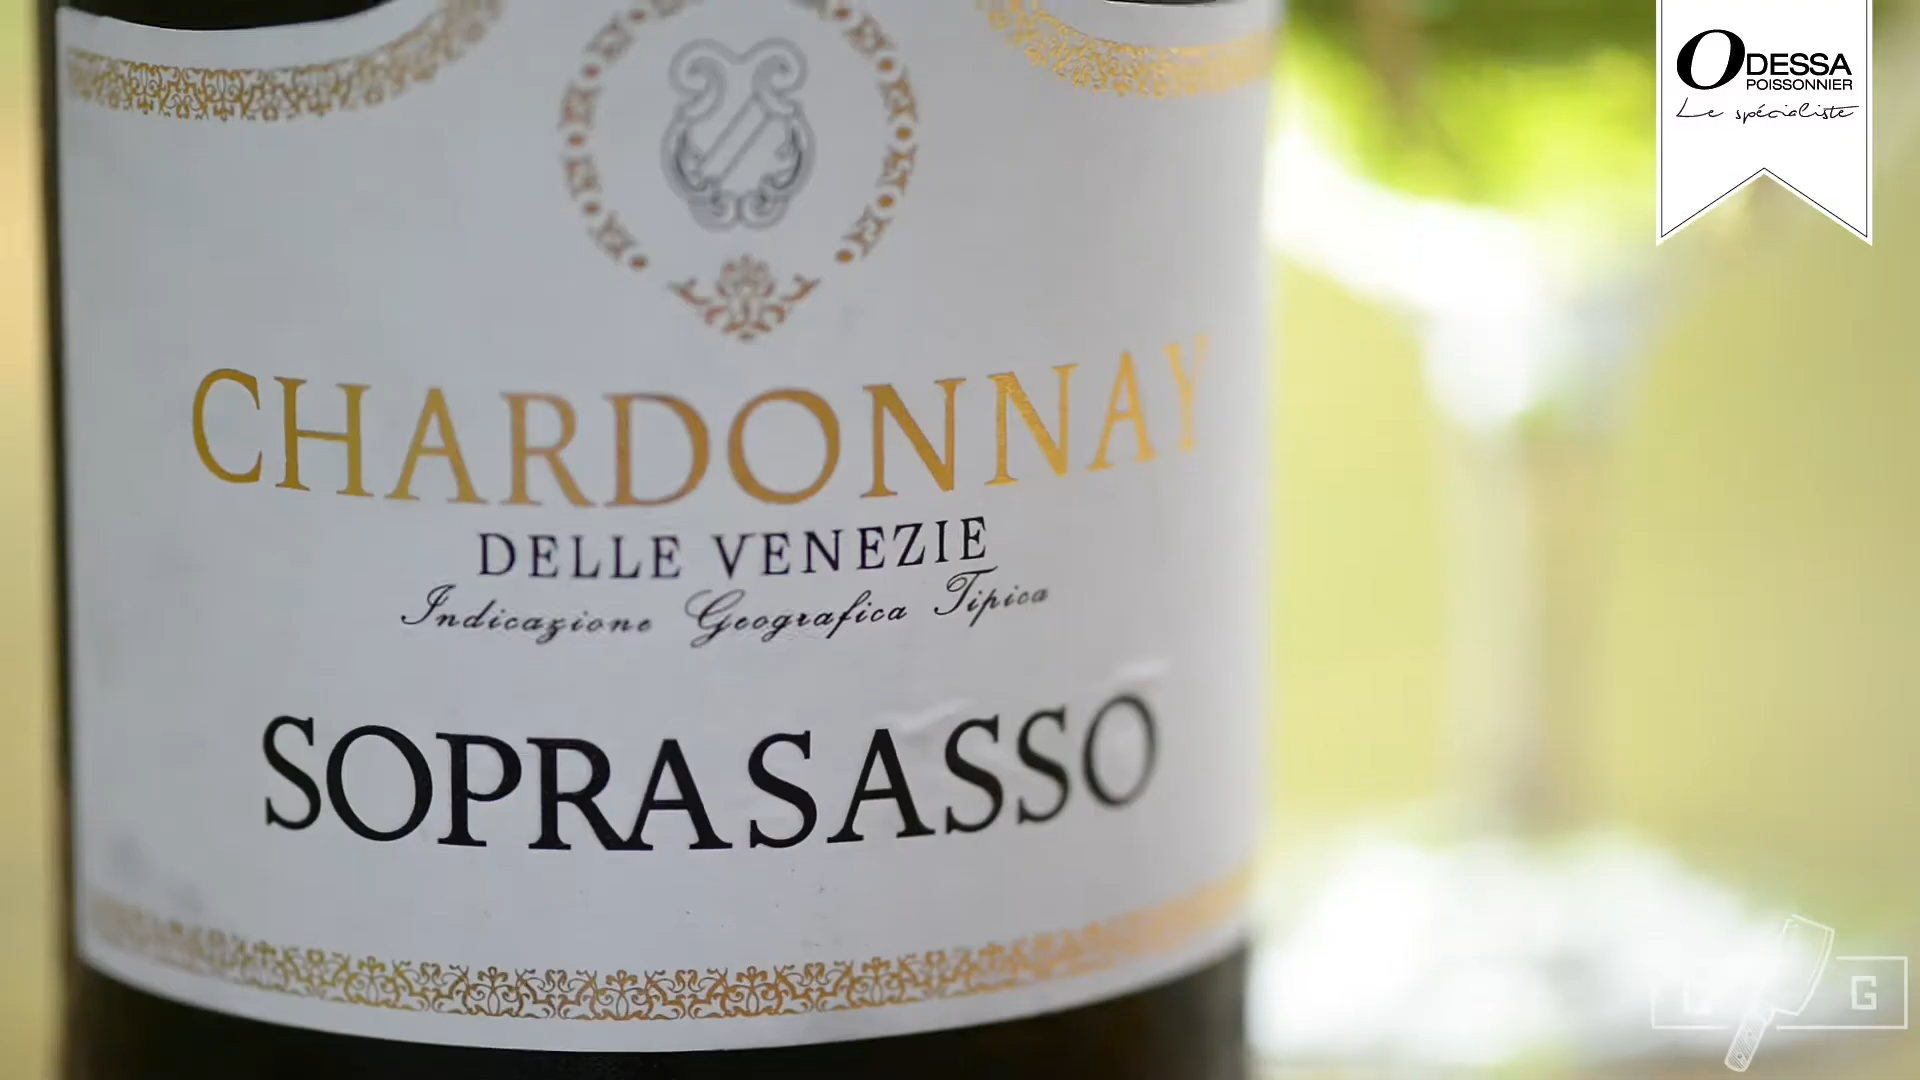 ODESSA
POISSONNIER
Le spécialiste
CHARDONNAY
DELLE VENEZIE
Indicazione Geografica Tipica
SOPRASASSO
G